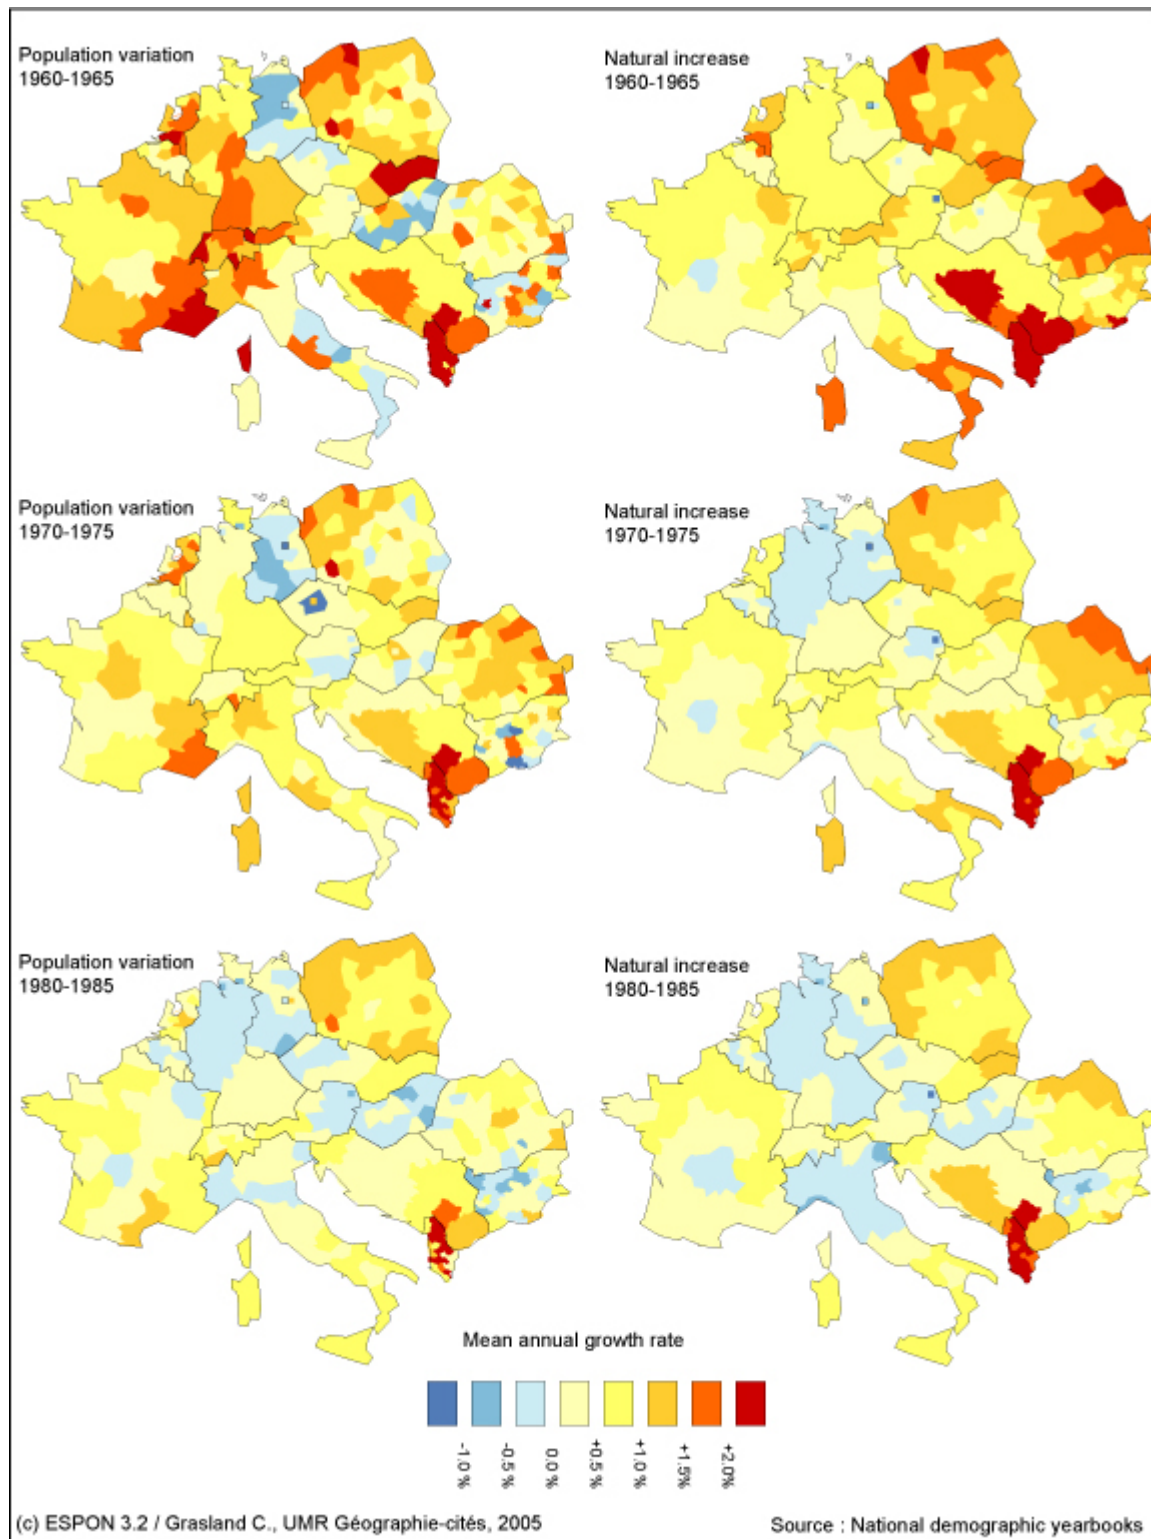 Population variation
1960-1965
Natural increase
1960-1965
Population variation
1970-1975
Natural increase
1970-1975
Population variation
1980-1985
Natural increase
1980-1985
Mean annual growth rate
-1.0 %
-0.5 %
0.0 %
+0.5 %
+1.0 %
+1.5%
+2.0%
(c) ESPON 3.2 / Grasland C., UMR Géographie-cités, 2005
Source : National demographic yearbooks